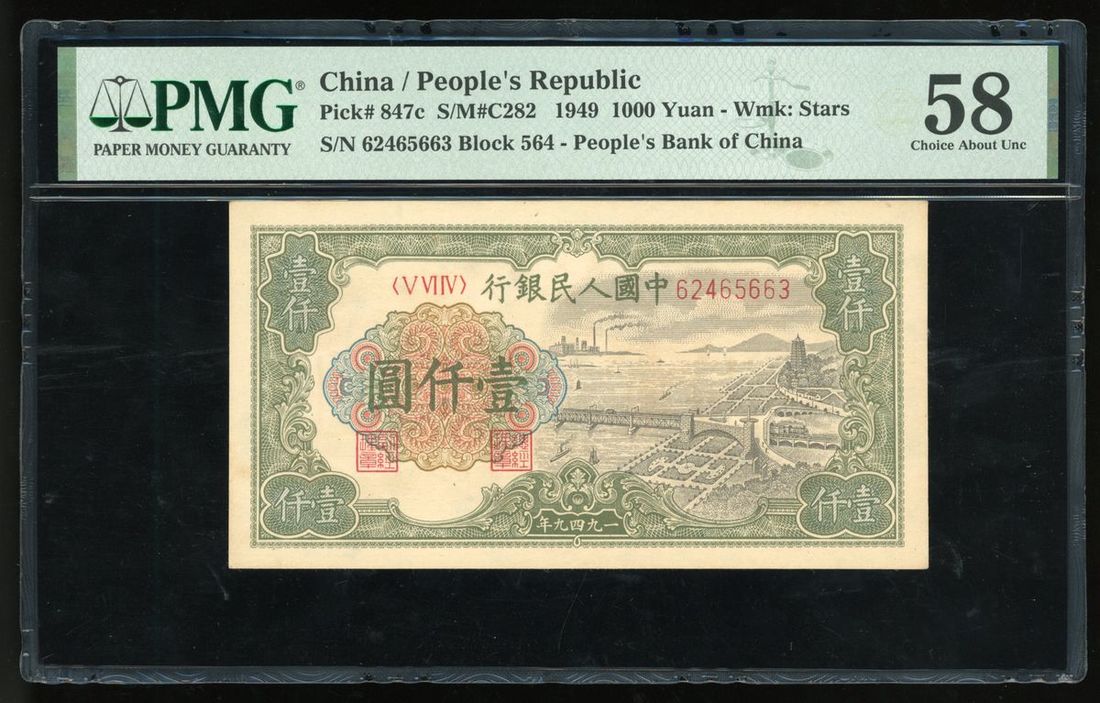 PMG®
PAPER MONEY GUARANTY
China / People's Republic
Pick# 847c S/M#C282 1949 1000 Yuan - Wmk: Stars
S/N 62465663 Block 564 - People's Bank of China
58
Choice About Unc
壹仟
壹仟
〈V VI IV〉
行銀民人國中
62465663
圓仟壹
仟壹
仟壹
年九四九一